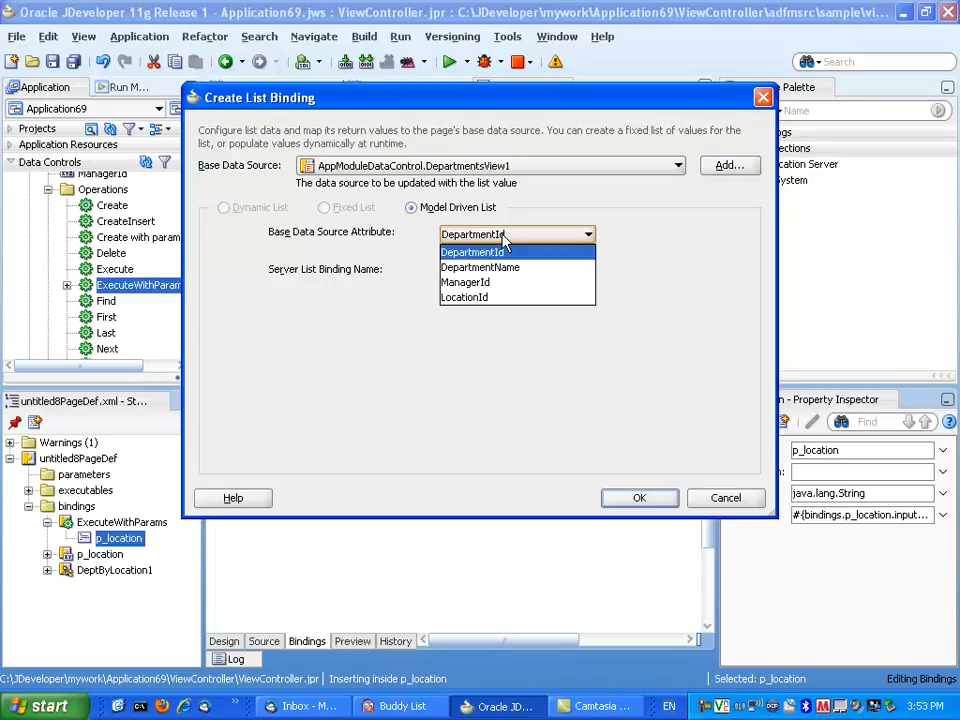 Oracle JDeveloper 11g Release 1 - Application69.jws : ViewController.jpr : C:\JDeveloper\mywork\Application69\ViewController\adfmsrc\sample\vi...
File Edit View Application Refactor Search Navigate Build Run Versioning Tools Window Help
Search
Application
Run M...
Palette
Application69
Name
Projects
Application Resources
Data Controls
ManagerId
Operations
Create
CreateInsert
Create with param
Delete
Execute
ExecuteWithParam
Find
First
Last
Next
Create List Binding
Configure list data and map its return values to the page's base data source. You can create a fixed list of values for the
list, or populate values dynamically at runtime.
Base Data Source:
AppModuleDataControl.DepartmentsView1
Add...
The data source to be updated with the list value
Dynamic List
Fixed List
Model Driven List
Base Data Source Attribute:
DepartmentId
DepartmentId
DepartmentName
ManagerId
LocationId
Server List Binding Name:
Help
OK
Cancel
Application Server
untitled8PageDef.xml - St...
Warnings (1)
untitled8PageDef
parameters
executables
bindings
ExecuteWithParams
p_location
p_location
DeptByLocation1
- Property Inspector
Find
p_location
java.lang.String
#{bindings.p_location.input...
Design Source Bindings Preview History
Log
C:\JDeveloper\mywork\Application69\ViewController\ViewController.jpr
Inserting inside p_location
Selected: p_location
Editing Bindings
start
Inbox - M...
Buddy List
Oracle JD...
Camtasia ...
EN
3:53 PM